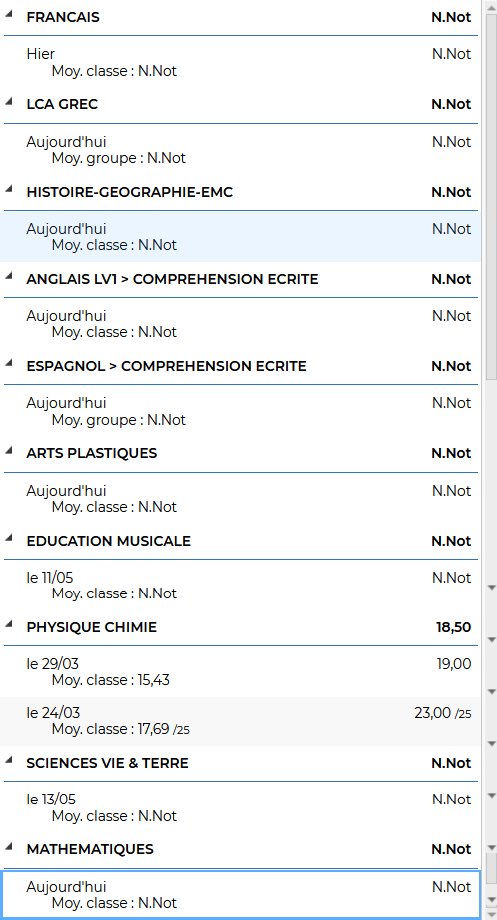 FRANCAIS N.Not
Hier N.Not
Moy. classe : N.Not
LCA GREC N.Not
Aujourd'hui N.Not
Moy. groupe : N.Not
HISTOIRE-GEOGRAPHIE-EMC N.Not
Aujourd'hui N.Not
Moy. classe : N.Not
ANGLAIS LV1 > COMPREHENSION ECRITE N.Not
Aujourd'hui N.Not
Moy. classe : N.Not
ESPAGNOL > COMPREHENSION ECRITE N.Not
Aujourd'hui N.Not
Moy. groupe : N.Not
ARTS PLASTIQUES N.Not
Aujourd'hui N.Not
Moy. classe : N.Not
EDUCATION MUSICALE N.Not
le 11/05 N.Not
Moy. classe : N.Not
PHYSIQUE CHIMIE 18,50
le 29/03 19,00
Moy. classe : 15,43
le 24/03 23,00 /25
Moy. classe : 17,69 /25
SCIENCES VIE & TERRE N.Not
le 13/05 N.Not
Moy. classe : N.Not
MATHEMATIQUES N.Not
Aujourd'hui N.Not
Moy. classe : N.Not